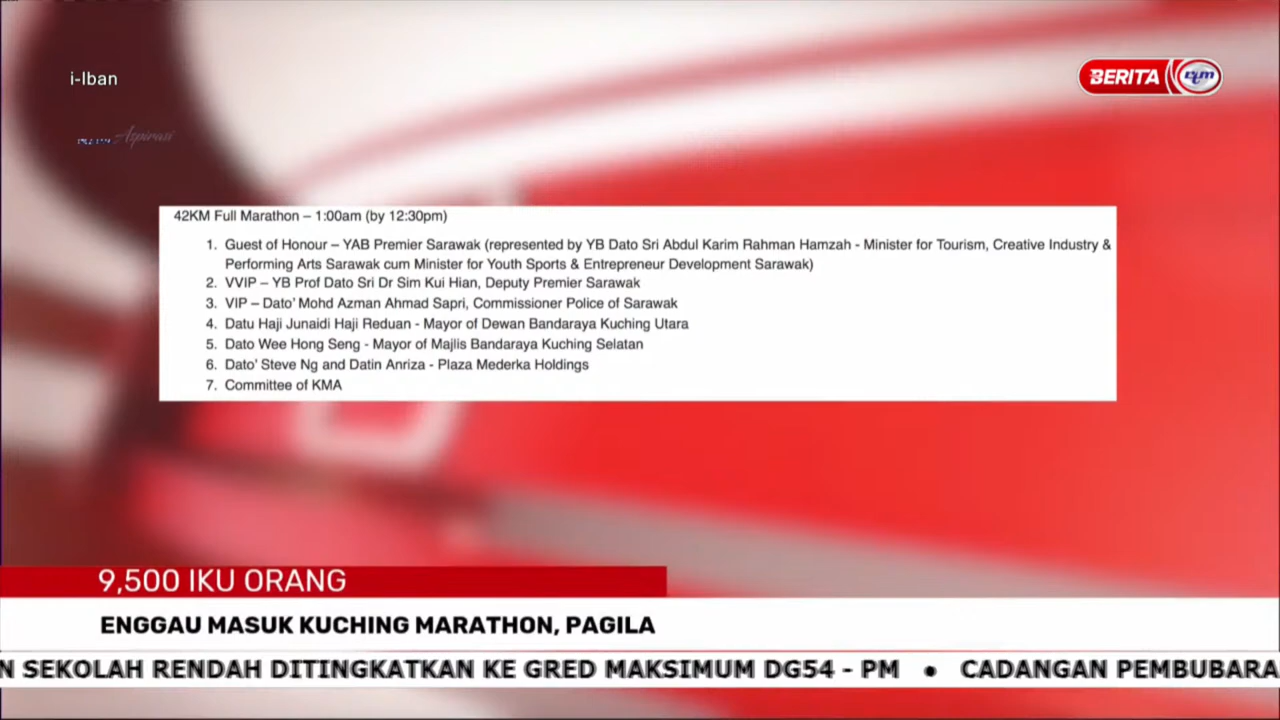 i-Iban
BERITA rtm
Aspirasi
42KM Full Marathon – 1:00am (by 12:30pm)
1. Guest of Honour – YAB Premier Sarawak (represented by YB Dato Sri Abdul Karim Rahman Hamzah - Minister for Tourism, Creative Industry &
Performing Arts Sarawak cum Minister for Youth Sports & Entrepreneur Development Sarawak)
2. VVIP – YB Prof Dato Sri Dr Sim Kui Hian, Deputy Premier Sarawak
3. VIP – Dato’ Mohd Azman Ahmad Sapri, Commissioner Police of Sarawak
4. Datu Haji Junaidi Haji Reduan - Mayor of Dewan Bandaraya Kuching Utara
5. Dato Wee Hong Seng - Mayor of Majlis Bandaraya Kuching Selatan
6. Dato’ Steve Ng and Datin Anriza - Plaza Mederka Holdings
7. Committee of KMA
9,500 IKU ORANG
ENGGAU MASUK KUCHING MARATHON, PAGILA
N SEKOLAH RENDAH DITINGKATKAN KE GRED MAKSIMUM DG54 - PM • CADANGAN PEMBUBARA